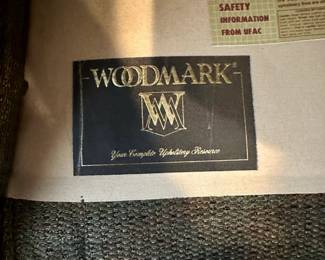 SAFETY
INFORMATION
FROM UFAC
WOODMARK®
W
Your Complete Upholstery Resource